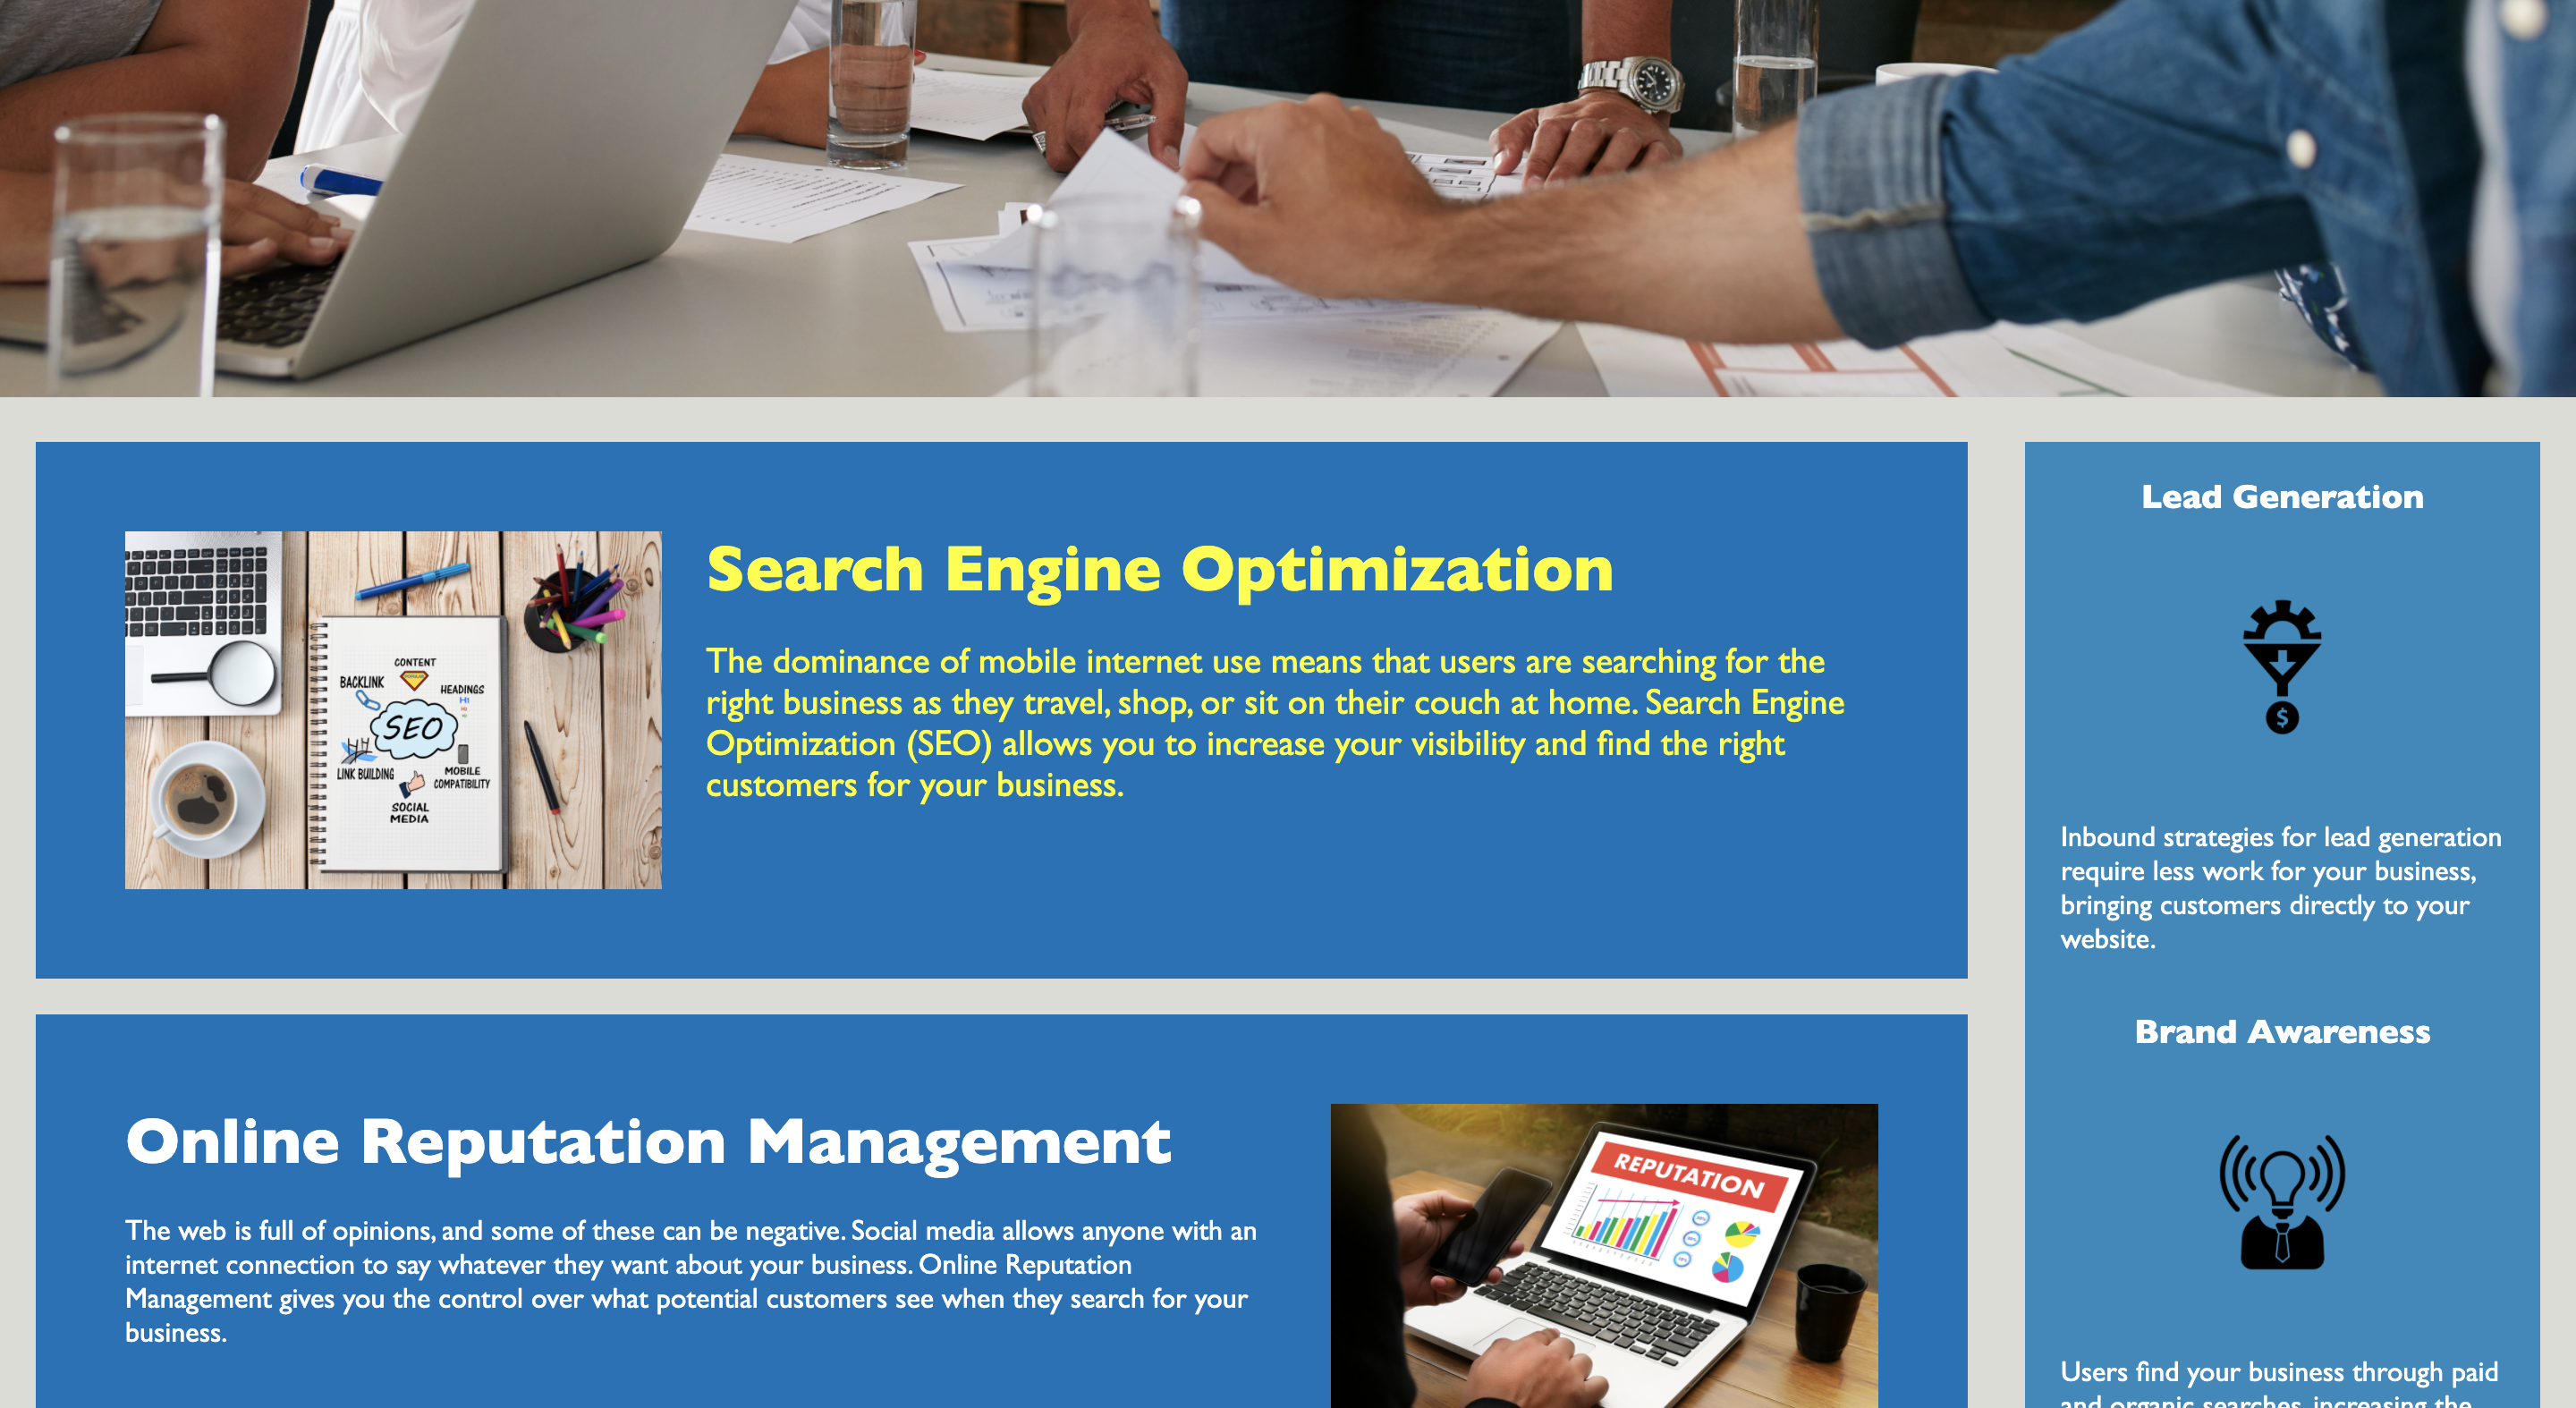 Search Engine Optimization
The dominance of mobile internet use means that users are searching for the
right business as they travel, shop, or sit on their couch at home. Search Engine
Optimization (SEO) allows you to increase your visibility and find the right
customers for your business.
CONTENT
BACKLINK
HEADINGS
H1
SEO
LINK BUILDING
MOBILE
COMPATIBILITY
SOCIAL
MEDIA
Online Reputation Management
The web is full of opinions, and some of these can be negative. Social media allows anyone with an
internet connection to say whatever they want about your business. Online Reputation
Management gives you the control over what potential customers see when they search for your
business.
REPUTATION
Lead Generation
$
Inbound strategies for lead generation
require less work for your business,
bringing customers directly to your
website.
Brand Awareness
Users find your business through paid
and organic searches, increasing the